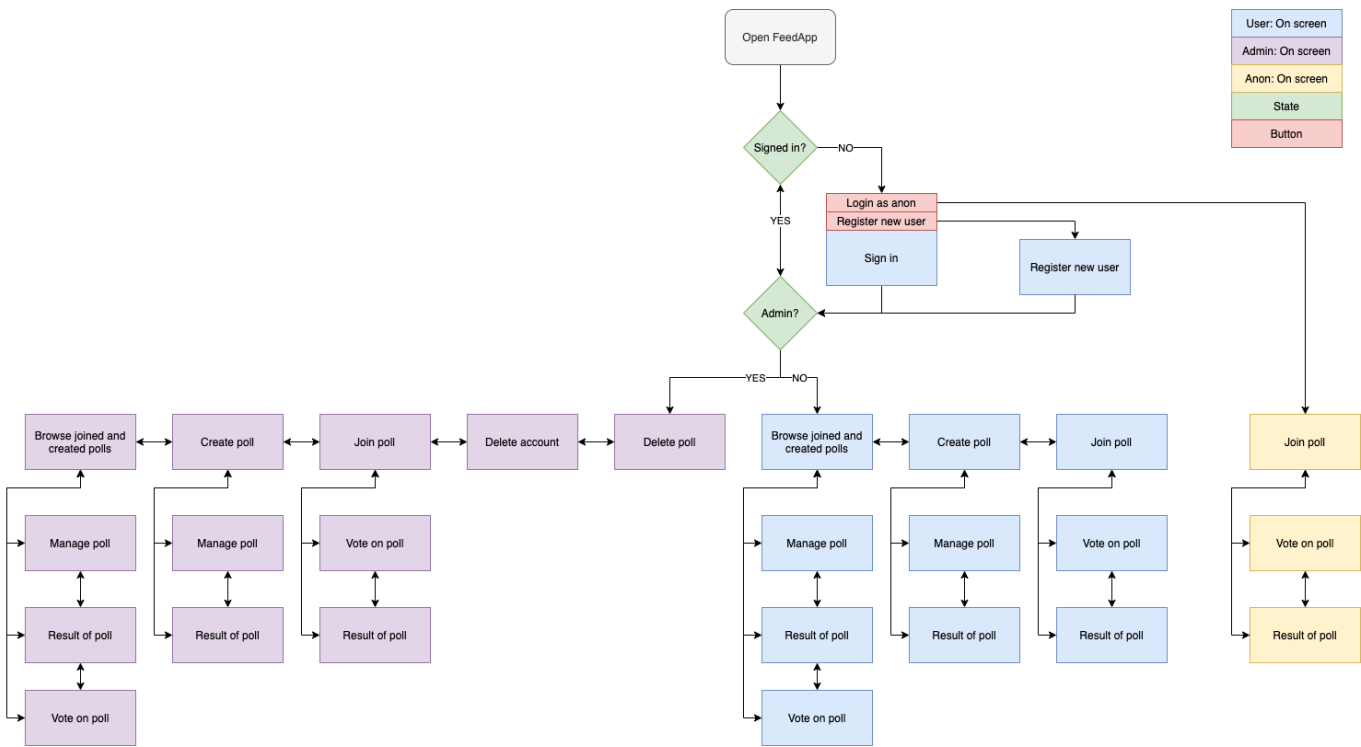 Open FeedApp
User: On screen
Admin: On screen
Anon: On screen
State
Button
Signed in?
NO
Login as anon
Register new user
Sign in
Register new user
YES
Admin?
YES
NO
Browse joined and
created polls
Create poll
Join poll
Delete account
Delete poll
Browse joined and
created polls
Create poll
Join poll
Join poll
Manage poll
Manage poll
Vote on poll
Manage poll
Manage poll
Vote on poll
Vote on poll
Result of poll
Result of poll
Result of poll
Result of poll
Result of poll
Result of poll
Result of poll
Vote on poll
Vote on poll